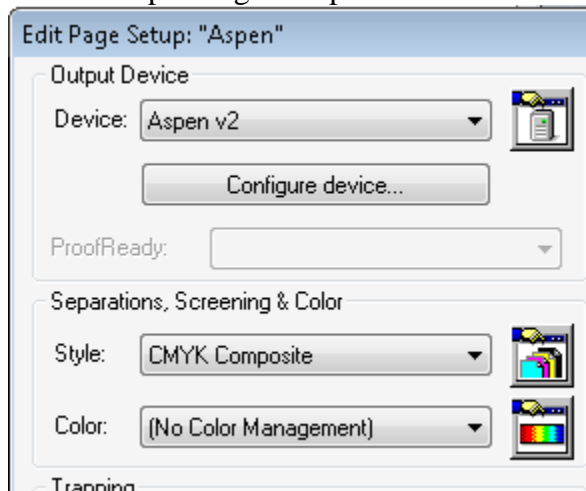 Edit Page Setup: "Aspen"
Output Device
Device: Aspen v2
Configure device...
ProofReady:
Separations, Screening & Color
Style: CMYK Composite
Color: (No Color Management)
Trapping